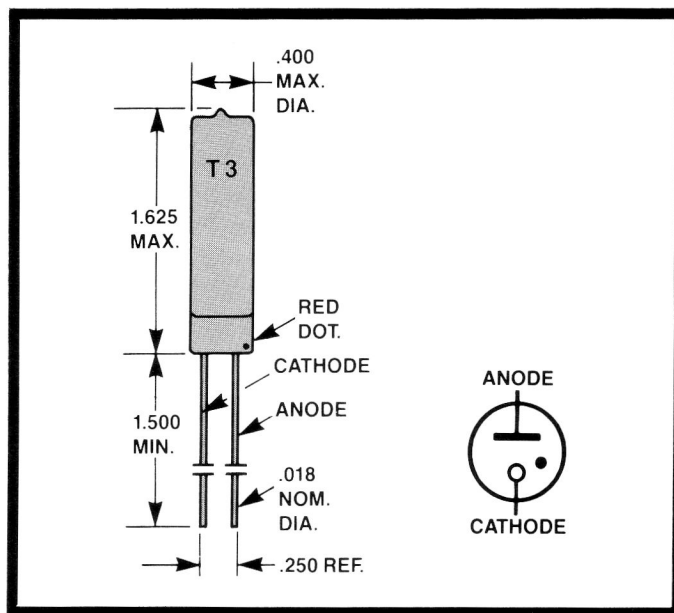 .400
MAX.
DIA.
T 3
1.625
MAX.
RED
DOT.
CATHODE
ANODE
1.500
MIN.
.018
NOM.
DIA.
.250 REF.
ANODE
CATHODE